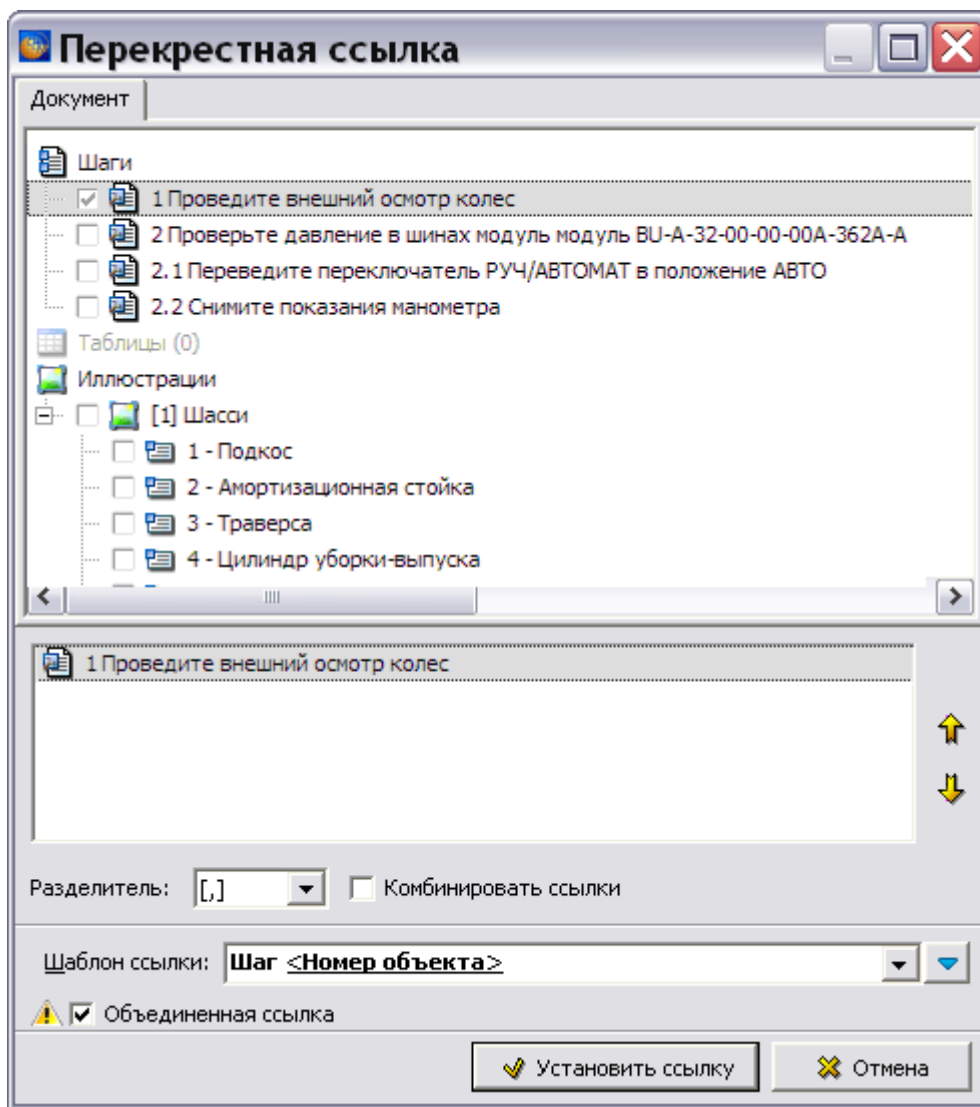 Перекрестная ссылка
Документ
Шаги
1 Проведите внешний осмотр колес
2 Проверьте давление в шинах модуль модуль BU-A-32-00-00-00A-362A-A
2.1 Переведите переключатель РУЧ/АВТОМАТ в положение АВТО
2.2 Снимите показания манометра
Таблицы (0)
Иллюстрации
[1] Шасси
1 - Подкос
2 - Амортизационная стойка
3 - Траверса
4 - Цилиндр уборки-выпуска
1 Проведите внешний осмотр колес
Разделитель: [,] Комбинировать ссылки
Шаблон ссылки: Шаг <Номер объекта>
Объединенная ссылка
Установить ссылку Отмена